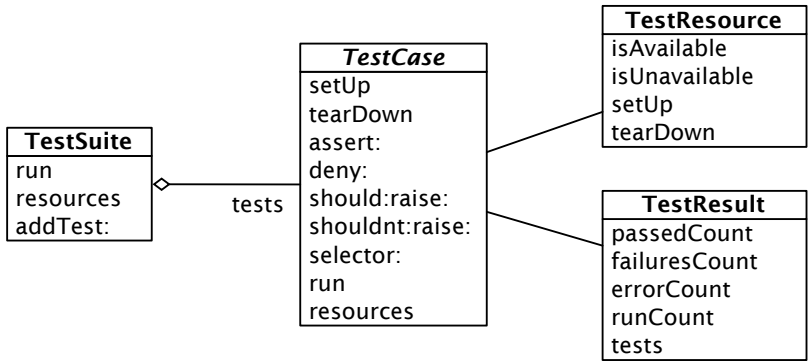 TestSuite
run
resources
addTest:
tests
TestCase
setUp
tearDown
assert:
deny:
should:raise:
shouldnt:raise:
selector:
run
resources
TestResource
isAvailable
isUnavailable
setUp
tearDown
TestResult
passedCount
failuresCount
errorCount
runCount
tests